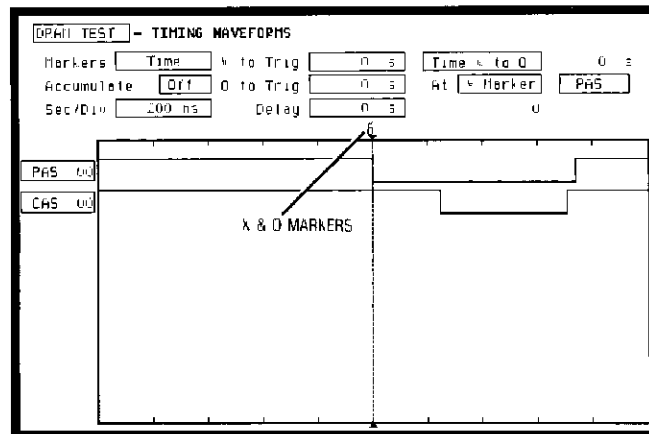 DRAM TEST - TIMING WAVEFORMS
Markers Time X to Trig 0 s Time X to O 0 s
Accumulate Off O to Trig 0 s At X Marker RAS
Sec/Div 200 ns Delay 0 s 0
RAS 00
CAS 00
X & O MARKERS